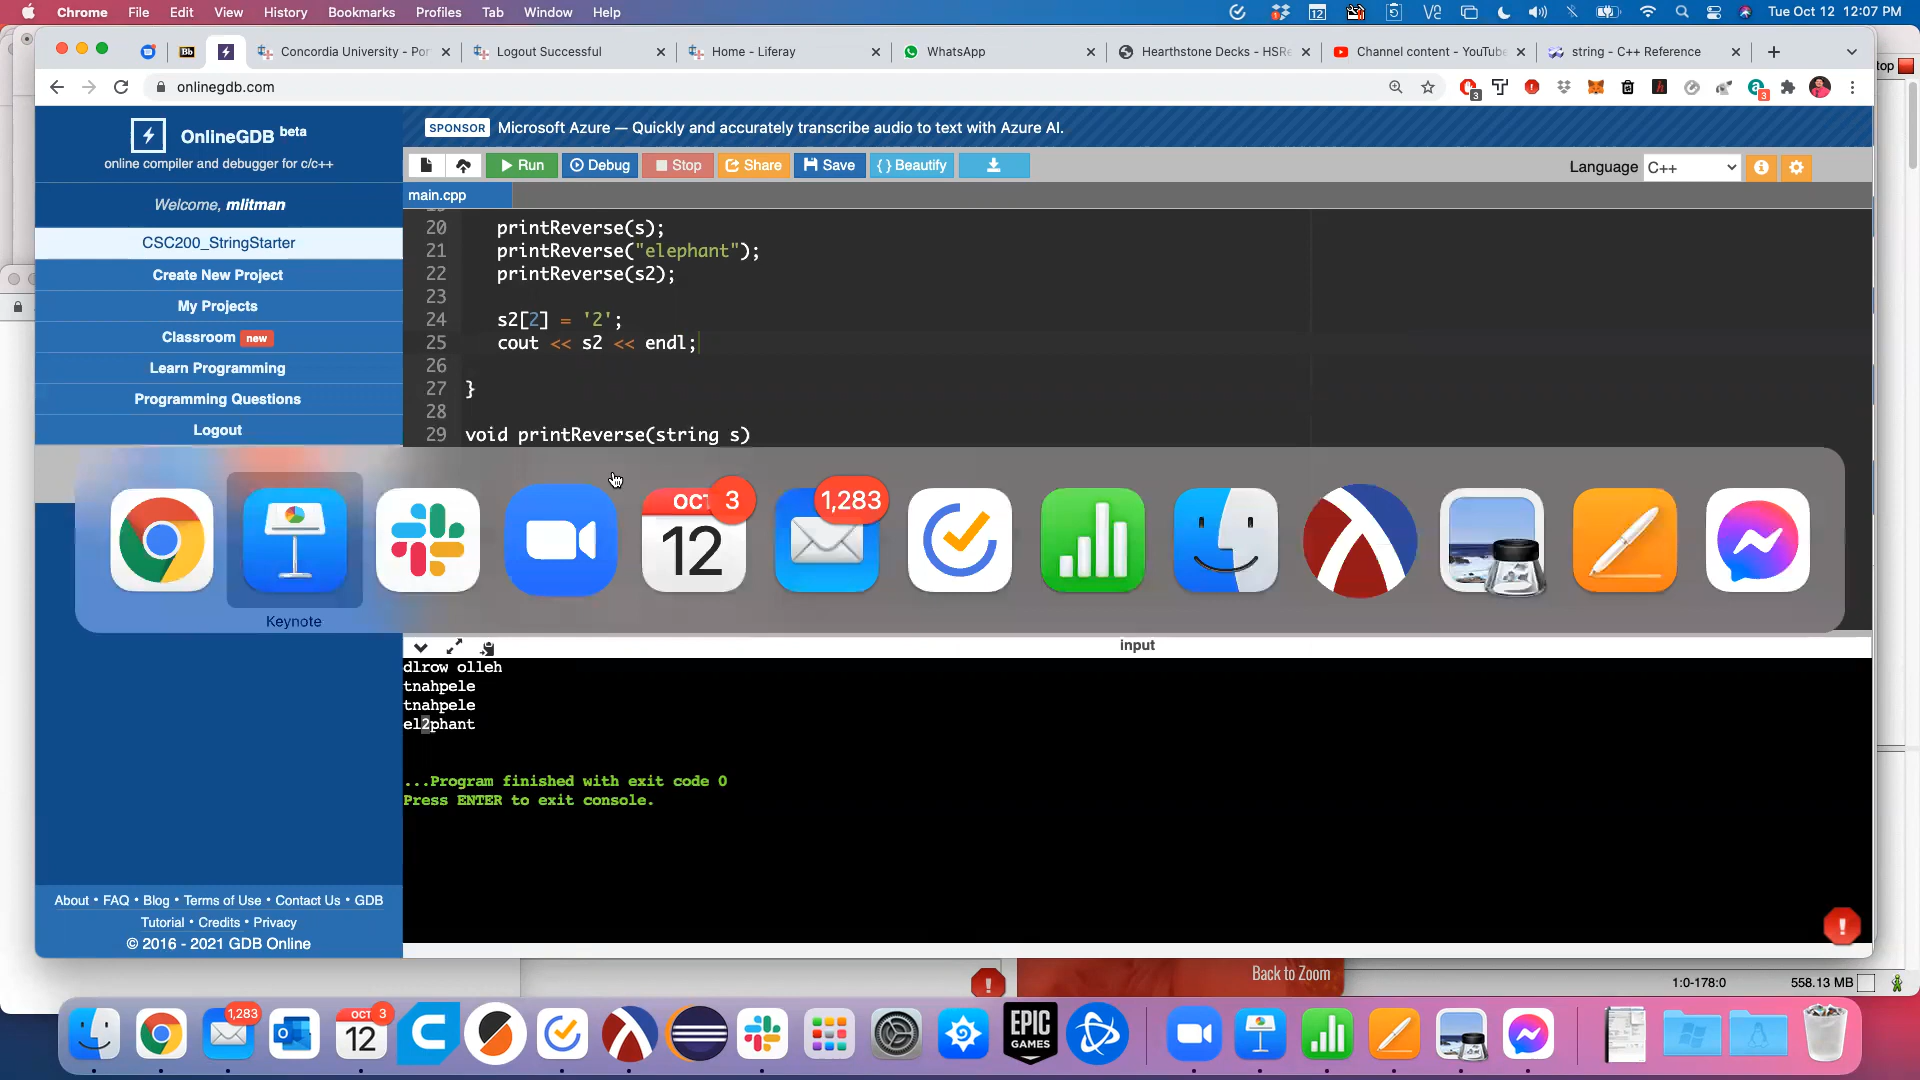 Chrome File Edit View History Bookmarks Profiles Tab Window Help Tue Oct 12 12:07 PM
Bb Concordia University - Por Logout Successful Home - Liferay WhatsApp Hearthstone Decks - HSRe Channel content - YouTube string - C++ Reference
top
onlinegdb.com 3 3
OnlineGDB beta
online compiler and debugger for c/c++
Welcome, mlitman
CSC200_StringStarter
Create New Project
My Projects
Classroom new
Learn Programming
Programming Questions
Logout
SPONSOR Microsoft Azure — Quickly and accurately transcribe audio to text with Azure AI.
Run Debug Stop Share Save {} Beautify
Language C++
main.cpp
20 printReverse(s);
21 printReverse("elephant");
22 printReverse(s2);
23
24 s2[2] = '2';
25 cout << s2 << endl;
26
27 }
28
29 void printReverse(string s)
OCT 3
12
1,283
Keynote
input
dlrow olleh
tnahpele
tnahpele
el2phant
...Program finished with exit code 0
Press ENTER to exit console.
About • FAQ • Blog • Terms of Use • Contact Us • GDB
Tutorial • Credits • Privacy
© 2016 - 2021 GDB Online
Back to Zoom
1:0-178:0 558.13 MB
1,283
OCT 3
12
EPIC
GAMES